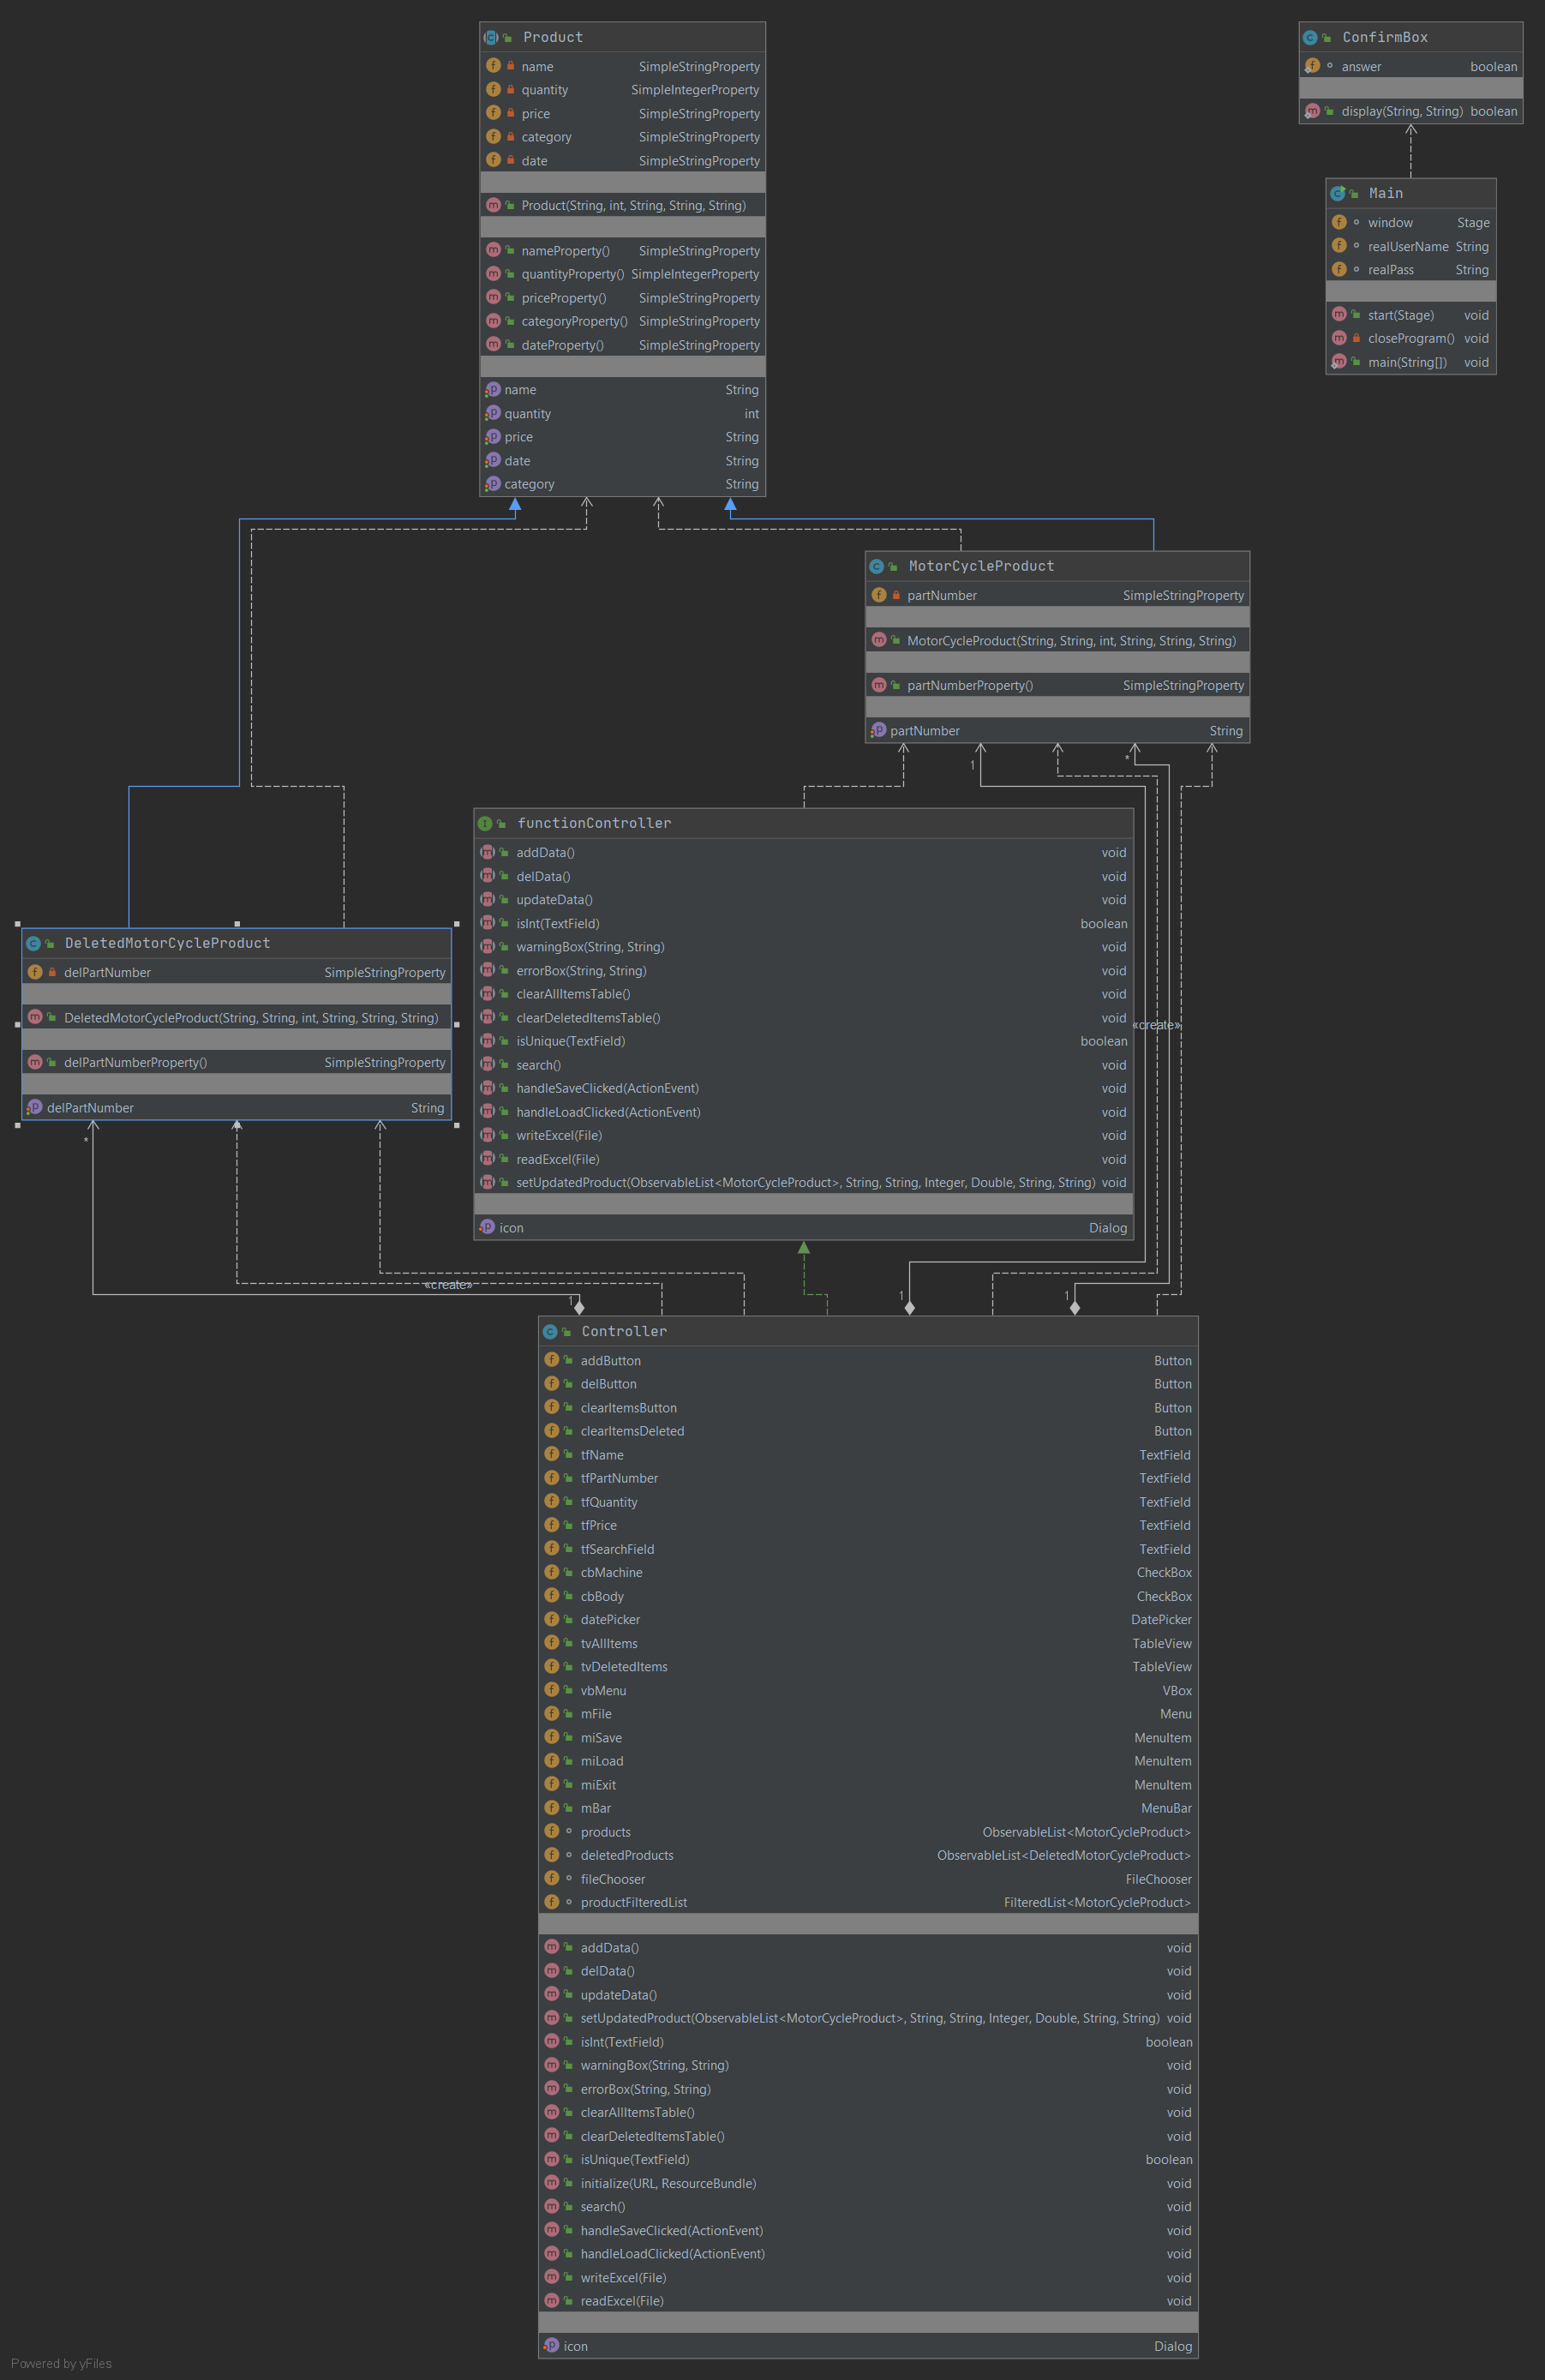 Product
name SimpleStringProperty
quantity SimpleIntegerProperty
price SimpleStringProperty
category SimpleStringProperty
date SimpleStringProperty
Product(String, int, String, String, String)
nameProperty() SimpleStringProperty
quantityProperty() SimpleIntegerProperty
priceProperty() SimpleStringProperty
categoryProperty() SimpleStringProperty
dateProperty() SimpleStringProperty
name String
quantity int
price String
date String
category String
ConfirmBox
answer boolean
display(String, String) boolean
Main
window Stage
realUserName String
realPass String
start(Stage) void
closeProgram() void
main(String[]) void
MotorCycleProduct
partNumber SimpleStringProperty
MotorCycleProduct(String, String, int, String, String, String)
partNumberProperty() SimpleStringProperty
partNumber String
1
*
functionController
addData() void
delData() void
updateData() void
isInt(TextField) boolean
warningBox(String, String) void
errorBox(String, String) void
clearAllItemsTable() void
clearDeletedItemsTable() void
isUnique(TextField) boolean
search() void
handleSaveClicked(ActionEvent) void
handleLoadClicked(ActionEvent) void
writeExcel(File) void
readExcel(File) void
setUpdatedProduct(ObservableList<MotorCycleProduct>, String, String, Integer, Double, String, String) void
icon Dialog
«create»
DeletedMotorCycleProduct
delPartNumber SimpleStringProperty
DeletedMotorCycleProduct(String, String, int, String, String, String)
delPartNumberProperty() SimpleStringProperty
delPartNumber String
*
«create»
1
1
1
Controller
addButton Button
delButton Button
clearItemsButton Button
clearItemsDeleted Button
tfName TextField
tfPartNumber TextField
tfQuantity TextField
tfPrice TextField
tfSearchField TextField
cbMachine CheckBox
cbBody CheckBox
datePicker DatePicker
tvAllItems TableView
tvDeletedItems TableView
vbMenu VBox
mFile Menu
miSave MenuItem
miLoad MenuItem
miExit MenuItem
mBar MenuBar
products ObservableList<MotorCycleProduct>
deletedProducts ObservableList<DeletedMotorCycleProduct>
fileChooser FileChooser
productFilteredList FilteredList<MotorCycleProduct>
addData() void
delData() void
updateData() void
setUpdatedProduct(ObservableList<MotorCycleProduct>, String, String, Integer, Double, String, String) void
isInt(TextField) boolean
warningBox(String, String) void
errorBox(String, String) void
clearAllItemsTable() void
clearDeletedItemsTable() void
isUnique(TextField) boolean
initialize(URL, ResourceBundle) void
search() void
handleSaveClicked(ActionEvent) void
handleLoadClicked(ActionEvent) void
writeExcel(File) void
readExcel(File) void
icon Dialog
Powered by yFiles